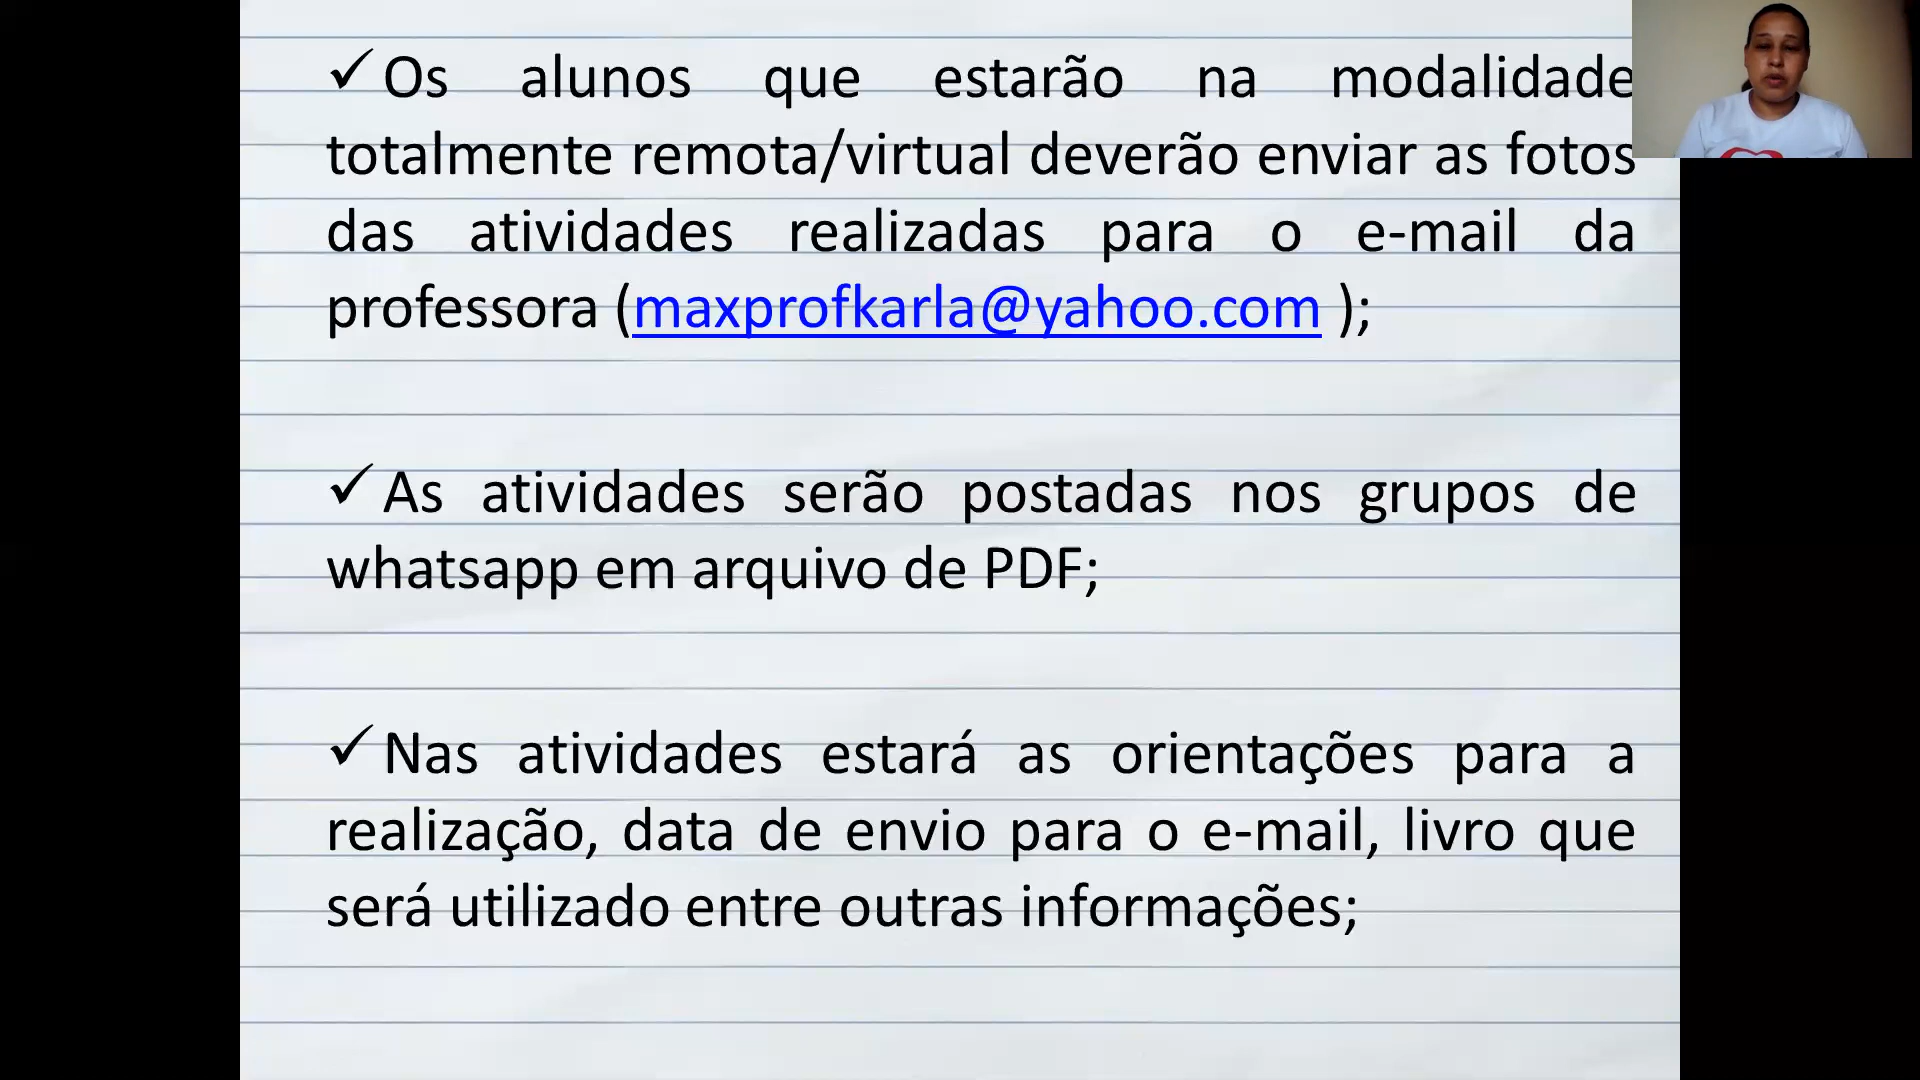 ✓Os alunos que estarão na modalidade
totalmente remota/virtual deverão enviar as fotos
das atividades realizadas para o e-mail da
professora (maxprofkarla@yahoo.com );
✓As atividades serão postadas nos grupos de
whatsapp em arquivo de PDF;
✓Nas atividades estará as orientações para a
realização, data de envio para o e-mail, livro que
será utilizado entre outras informações;